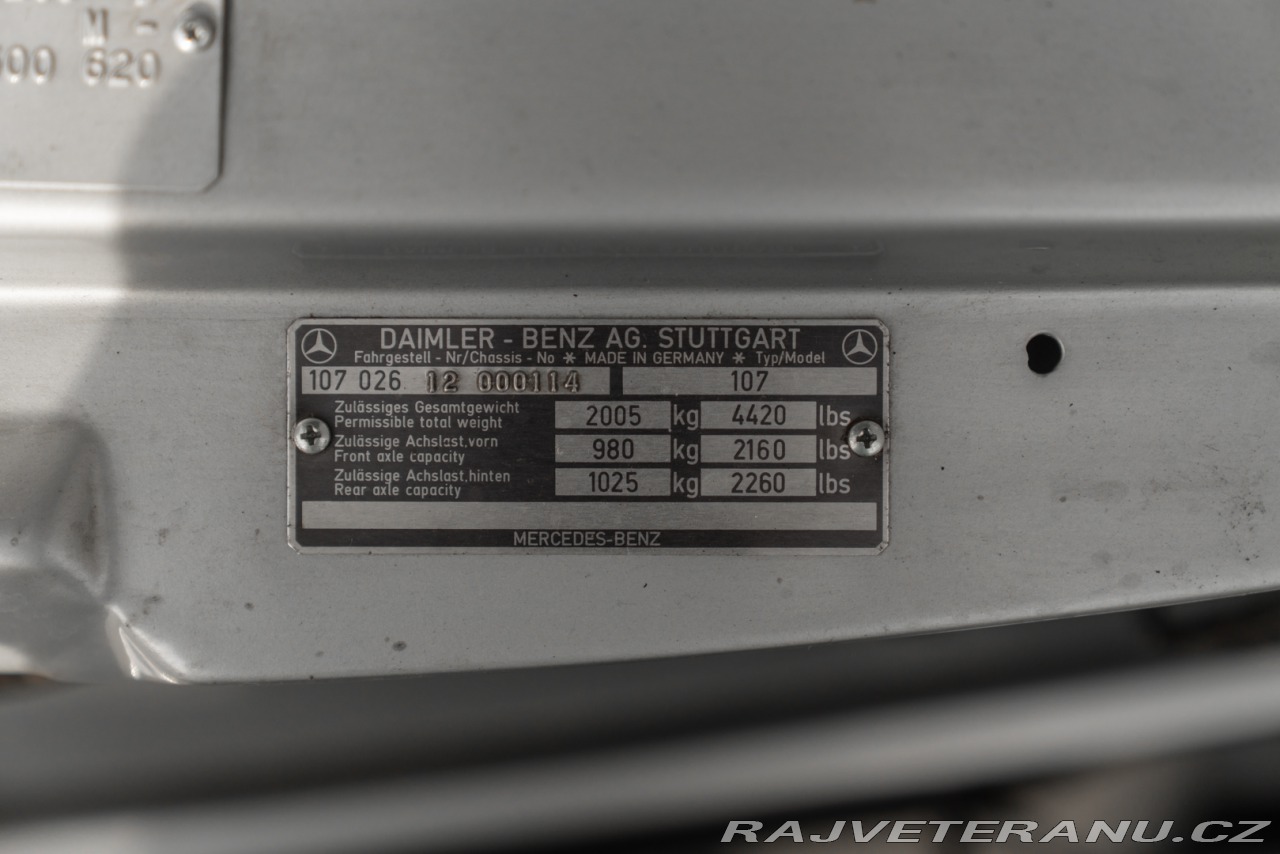 M -
600 620
DAIMLER - BENZ AG. STUTTGART
Fahrgestell - Nr/Chassis - No * MADE IN GERMANY * Typ/Model
107 026 12 000114 107
Zulässiges Gesamtgewicht
Permissible total weight 2005 kg 4420 lbs
Zulässige Achslast,vorn
Front axle capacity 980 kg 2160 lbs
Zulässige Achslast,hinten
Rear axle capacity 1025 kg 2260 lbs
MERCEDES-BENZ
RAJVETERANU.CZ